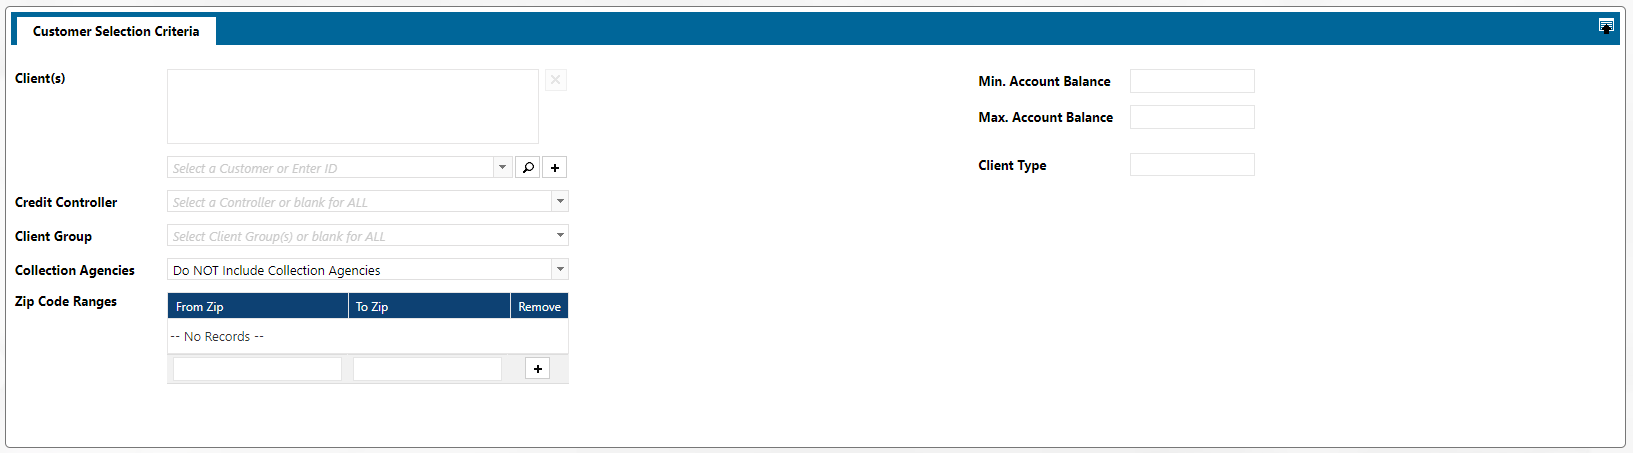 Customer Selection Criteria
Client(s)
Select a Customer or Enter ID
Credit Controller
Select a Controller or blank for ALL
Client Group
Select Client Group(s) or blank for ALL
Collection Agencies
Do NOT Include Collection Agencies
Zip Code Ranges
From Zip To Zip Remove
-- No Records --
Min. Account Balance
Max. Account Balance
Client Type